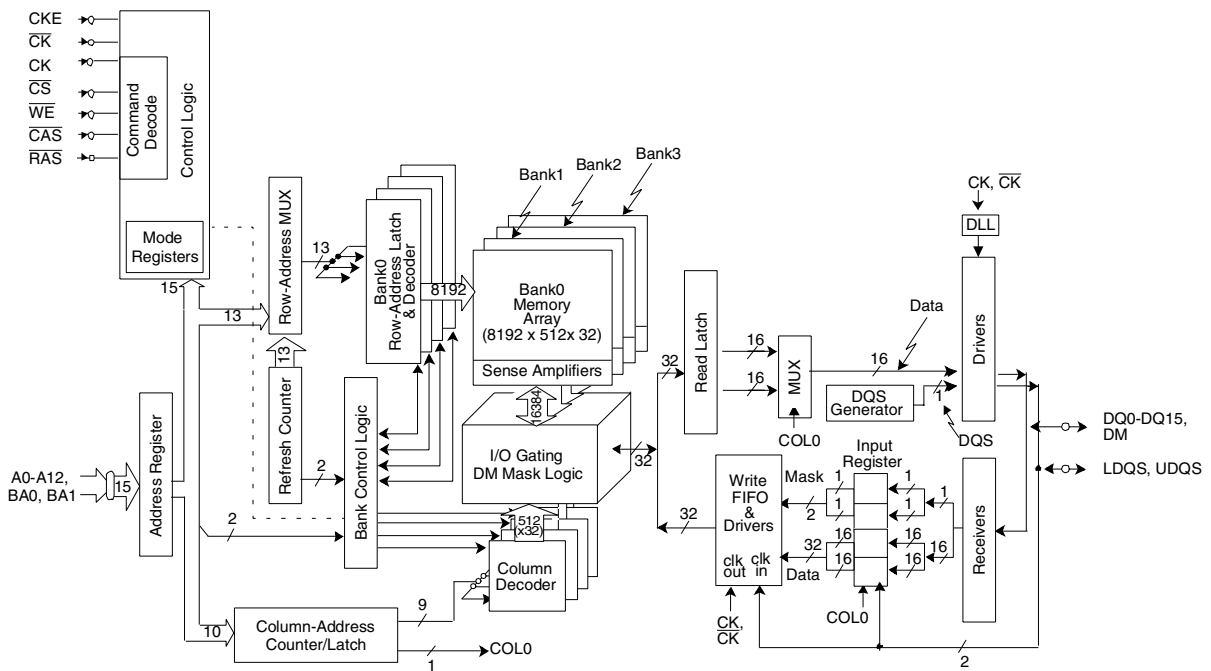 CKE
CK
CK
CS
WE
CAS
RAS
Command
Decode
Control Logic
Mode
Registers
15
13
Row-Address MUX
13
13
Refresh Counter
2
Bank0
Row-Address Latch
& Decoder
8192
Bank1
Bank2
Bank3
Bank0
Memory
Array
(8192 x 512x 32)
Sense Amplifiers
16384
I/O Gating
DM Mask Logic
32
Bank Control Logic
512
(x32)
Column
Decoder
A0-A12,
BA0, BA1
15
Address Register
2
10
Column-Address
Counter/Latch
9
1
COL0
32
Read Latch
16
16
MUX
COL0
16
Data
DQS
Generator
1
DQS
CK, CK
DLL
Drivers
DQ0-DQ15,
DM
LDQS, UDQS
Input
Register
Write
FIFO
&
Drivers
clk
out
clk
in
CK,
CK
32
Mask
1
1
2
1
1
1
16
16
32
16
16
16
Data
COL0
Receivers
2